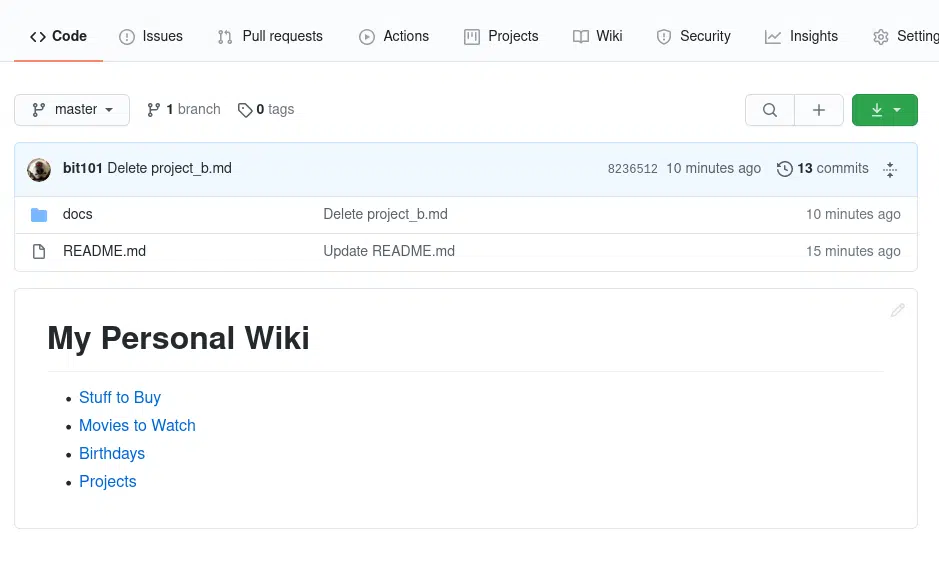 Code Issues Pull requests Actions Projects Wiki Security Insights Setting
master 1 branch 0 tags
bit101 Delete project_b.md 8236512 10 minutes ago 13 commits
docs Delete project_b.md 10 minutes ago
README.md Update README.md 15 minutes ago
My Personal Wiki
• Stuff to Buy
• Movies to Watch
• Birthdays
• Projects